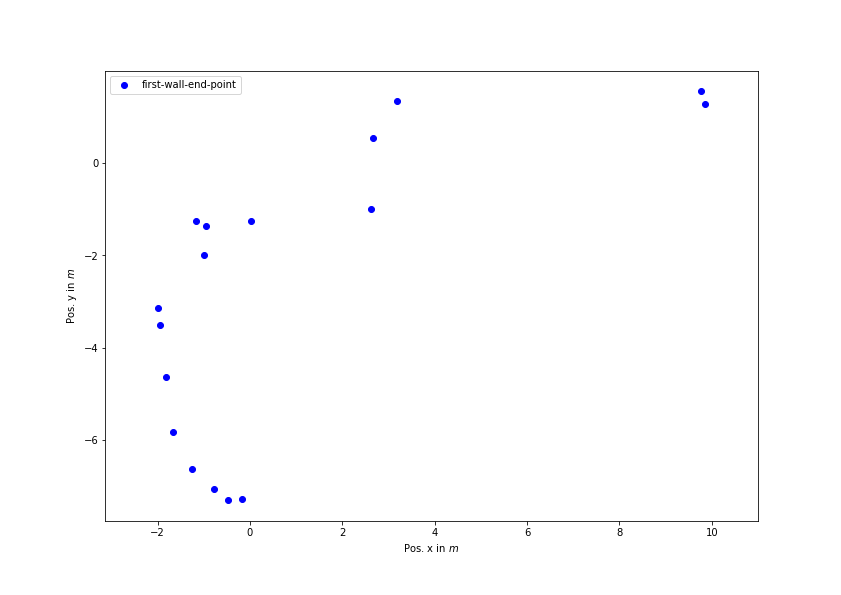 first-wall-end-point
0
−2
−4
−6
Pos. y in m
−2 0 2 4 6 8 10
Pos. x in m